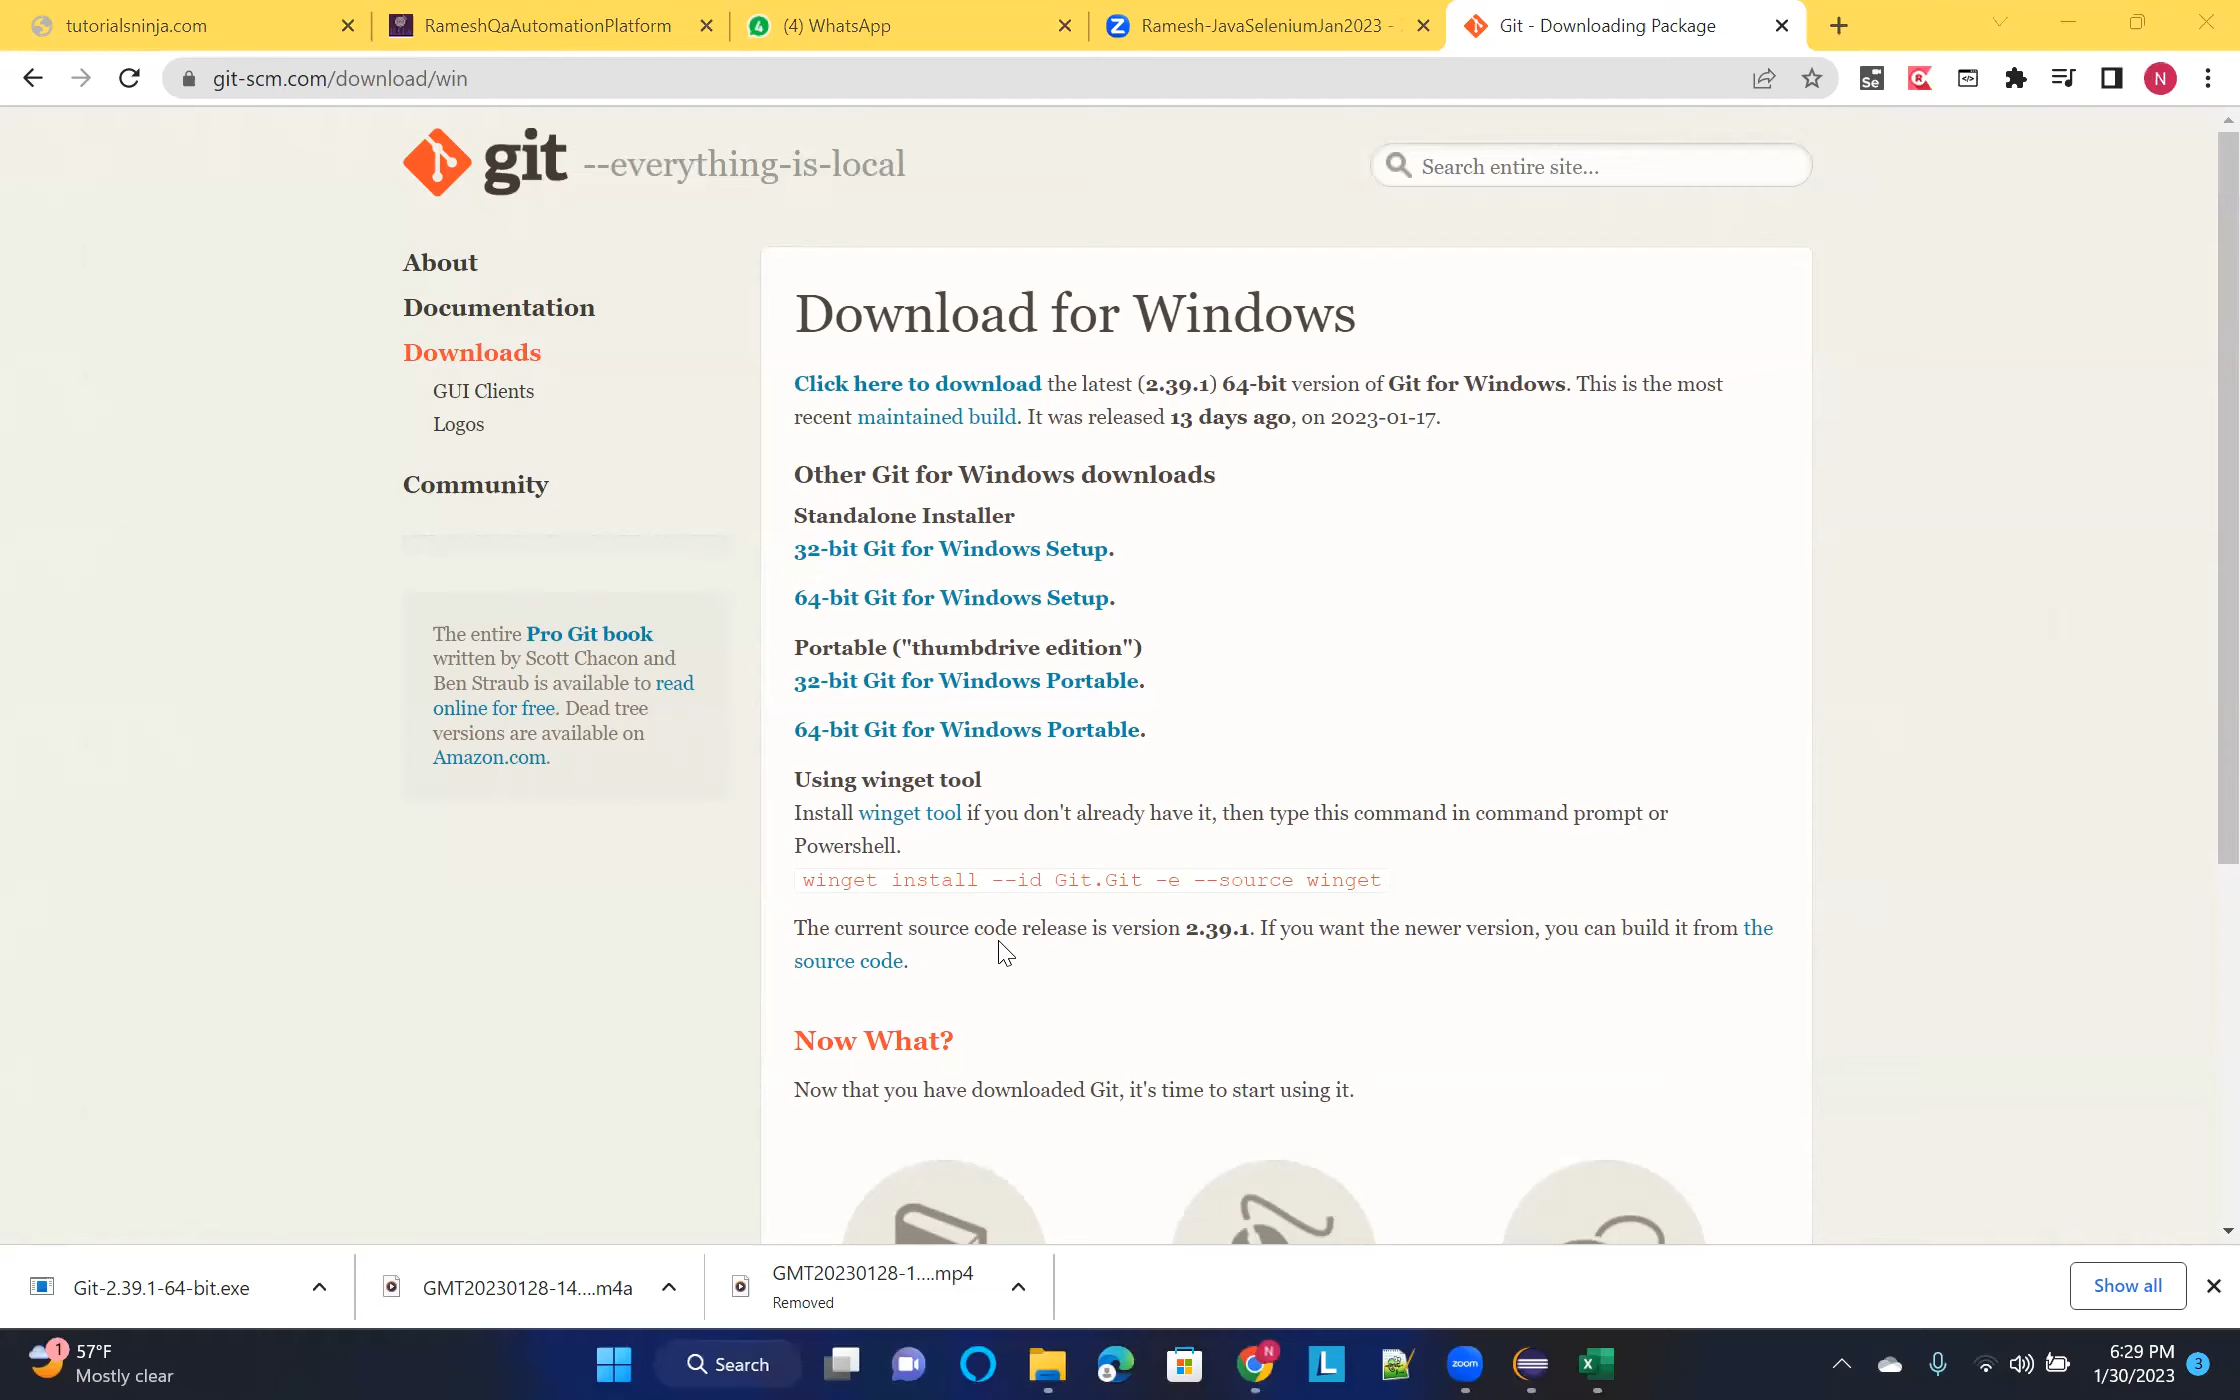 tutorialsninja.com
RameshQaAutomationPlatform
(4) WhatsApp
Ramesh-JavaSeleniumJan2023 -
Git - Downloading Package
git-scm.com/download/win
Se
N
git --everything-is-local
Search entire site...
About
Documentation
Downloads
GUI Clients
Logos
Community
The entire Pro Git book
written by Scott Chacon and
Ben Straub is available to read
online for free. Dead tree
versions are available on
Amazon.com.
Download for Windows
Click here to download the latest (2.39.1) 64-bit version of Git for Windows. This is the most
recent maintained build. It was released 13 days ago, on 2023-01-17.
Other Git for Windows downloads
Standalone Installer
32-bit Git for Windows Setup.
64-bit Git for Windows Setup.
Portable ("thumbdrive edition")
32-bit Git for Windows Portable.
64-bit Git for Windows Portable.
Using winget tool
Install winget tool if you don't already have it, then type this command in command prompt or
Powershell.
winget install --id Git.Git -e --source winget
The current source code release is version 2.39.1. If you want the newer version, you can build it from the
source code.
Now What?
Now that you have downloaded Git, it's time to start using it.
Git-2.39.1-64-bit.exe
GMT20230128-14....m4a
GMT20230128-1....mp4
Removed
Show all
1
57°F
Mostly clear
Search
N
L
zoom
X
6:29 PM
1/30/2023
3